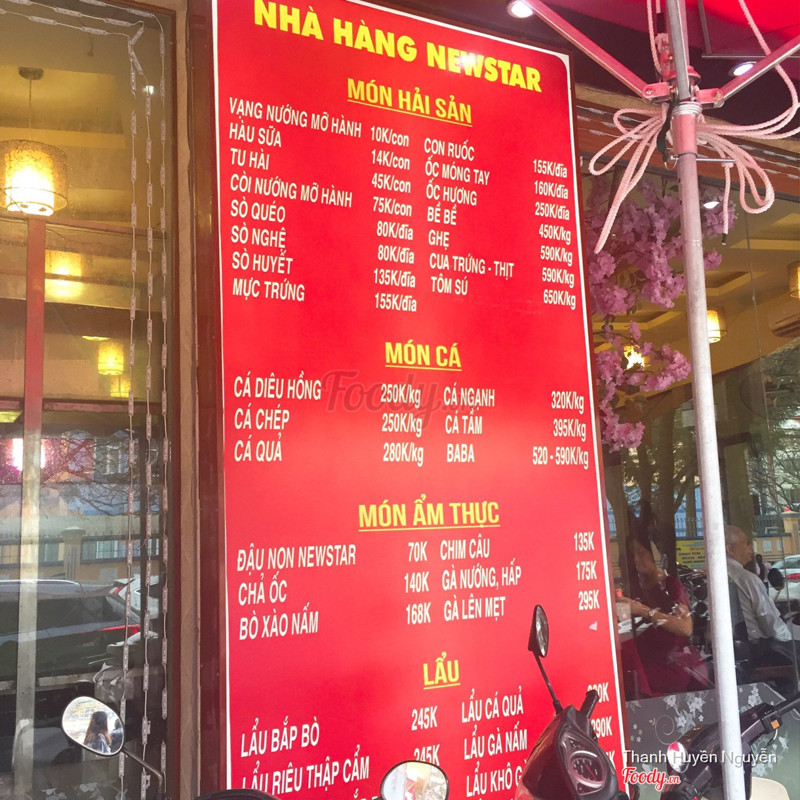 NHÀ HÀNG NEWSTAR
MÓN HẢI SẢN
VẠNG NƯỚNG MỠ HÀNH 10K/con
HÀU SỮA 14K/con
TU HÀI 45K/con
CÒI NƯỚNG MỠ HÀNH 75K/con
SÒ QUÉO 80K/đĩa
SÒ NGHỆ 80K/đĩa
SÒ HUYẾT 135K/đĩa
MỰC TRỨNG 155K/đĩa
CON RUỐC 155K/đĩa
ỐC MÓNG TAY 160K/đĩa
ỐC HƯƠNG 250K/đĩa
BỀ BỀ 450K/kg
GHẸ 590K/kg
CUA TRỨNG - THỊT 590K/kg
TÔM SÚ 650K/kg
MÓN CÁ
CÁ DIÊU HỒNG 250K/kg CÁ NGẠNH 320K/kg
CÁ CHÉP 250K/kg CÁ TẦM 395K/kg
CÁ QUẢ 280K/kg BABA 520 - 590K/kg
Foody.vn
MÓN ẨM THỰC
ĐẬU NON NEWSTAR 70K CHIM CÂU 135K
CHẢ ỐC 140K GÀ NƯỚNG, HẤP 175K
BÒ XÀO NẤM 168K GÀ LÊN MẸT 295K
LẨU
LẨU BẮP BÒ 245K LẨU CÁ QUẢ
LẨU RIÊU THẬP CẨM 245K LẨU GÀ NẤM
LẨU KHÔ
Thanh Huyền Nguyễn
Foody.vn